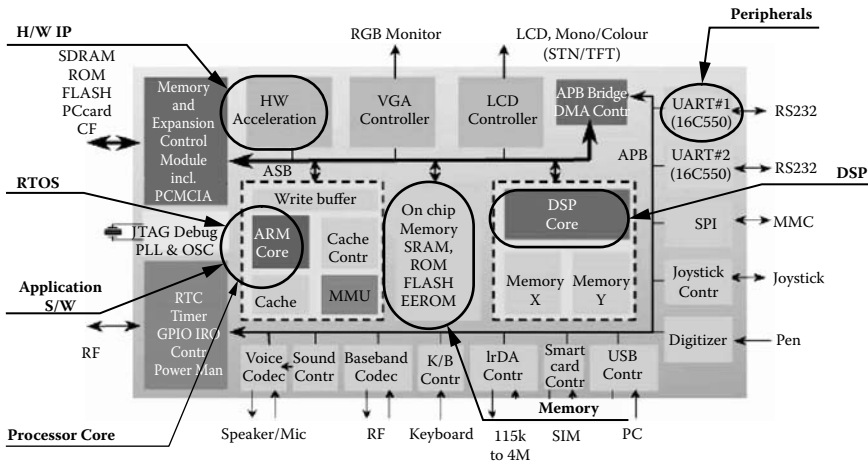 H/W IP
Peripherals
RGB Monitor
LCD, Mono/Colour
(STN/TFT)
SDRAM
ROM
FLASH
PCcard
CF
Memory
and
Expansion
Control
Module
incl.
PCMCIA
HW
Acceleration
VGA
Controller
LCD
Controller
APB Bridge
DMA Contr
UART#1
(16C550)
RS232
ASB
APB
UART#2
(16C550)
RS232
RTOS
DSP
Write buffer
ARM
Core
Cache
Contr
Cache
MMU
On chip
Memory
SRAM,
ROM
FLASH
EEROM
DSP
Core
Memory
X
Memory
Y
SPI
MMC
JTAG Debug
PLL & OSC
Joystick
Contr
Joystick
Application
S/W
RTC
Timer
GPIO IRO
Contr
Power Man
RF
Digitizer
Pen
Voice
Codec
Sound
Contr
Baseband
Codec
K/B
Contr
lrDA
Contr
Smart
card
Contr
USB
Contr
Memory
Processor Core
Speaker/Mic
RF
Keyboard
115k
to 4M
SIM
PC